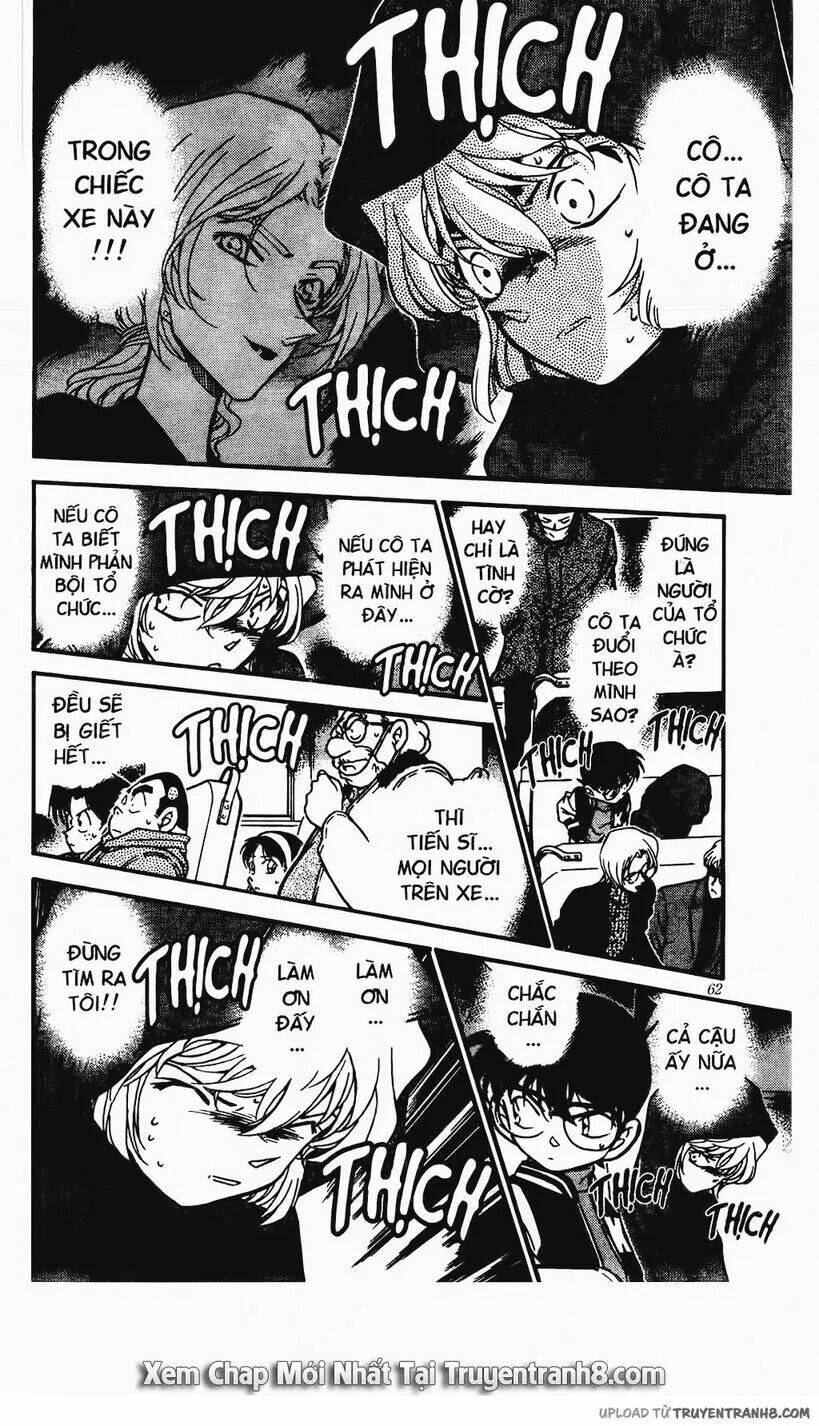 THỊCH
CÔ...
CÔ TA
ĐANG
Ở...
TRONG
CHIẾC
XE NÀY
!!!
THỊCH
ĐÚNG
LÀ
NGƯỜI
CỦA TỔ
CHỨC
À?
CÔ TA
ĐUỔI
THEO
MÌNH
SAO?
HAY
CHỈ LÀ
TÌNH
CỜ?
THỊCH
THỊCH
NẾU CÔ TA
PHÁT HIỆN
RA MÌNH Ở
ĐÂY...
THỊCH
NẾU CÔ
TA BIẾT
MÌNH PHẢN
BỘI TỔ
CHỨC...
THỊCH
THÌ
TIẾN SĨ...
MỌI NGƯỜI
TRÊN XE...
THỊCH
ĐỀU SẼ
BỊ GIẾT
HẾT...
62
CẢ CẬU
ẤY NỮA
...
CHẮC
CHẮN
...
THỊCH
THỊCH
LÀM
ƠN
...
LÀM
ƠN
ĐẤY
...
THỊCH
ĐỪNG
TÌM RA
TÔI!!
THỊCH
Xem Chap Mới Nhất Tại Truyentranh8.com
UPLOAD TỪ TRUYENTRANH8.COM